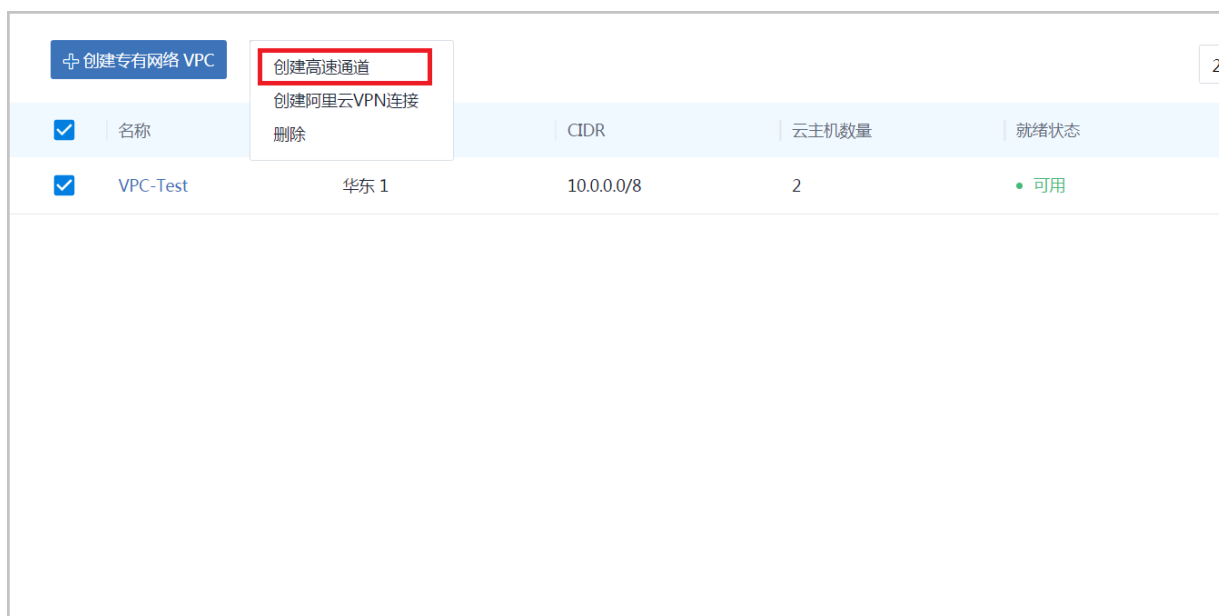 创建专有网络 VPC
创建高速通道
创建阿里云VPN连接
删除
2
名称 CIDR 云主机数量 就绪状态
VPC-Test 华东 1 10.0.0.0/8 2 可用